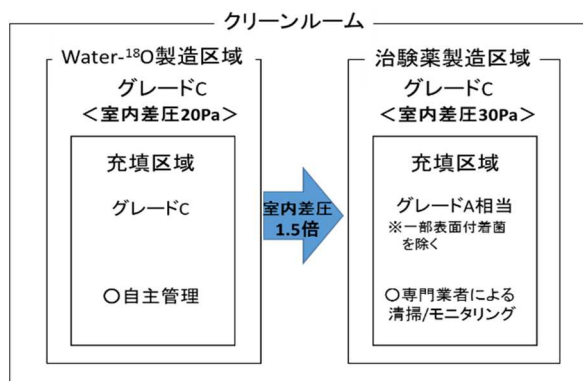 クリーンルーム
Water-¹⁸O製造区域
グレードC
＜室内差圧20Pa＞
充填区域
グレードC
〇自主管理
室内差圧
1.5倍
治験薬製造区域
グレードC
＜室内差圧30Pa＞
充填区域
グレードA相当
※一部表面付着菌
を除く
〇専門業者による
清掃/モニタリング